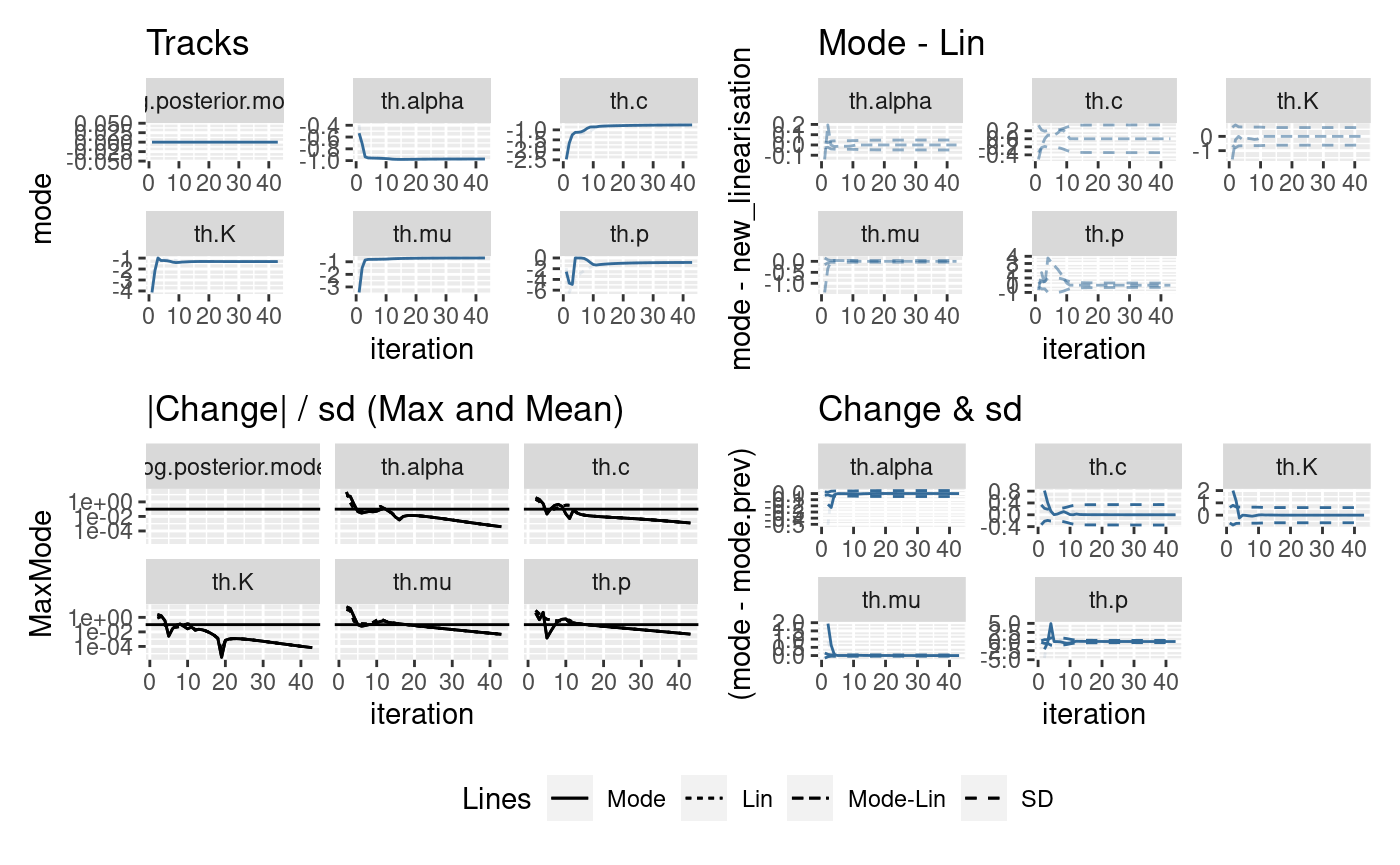 Tracks
Mode - Lin
g.posterior.mo
th.alpha
th.c
th.alpha
th.c
th.K
0.050
0.025
0.000
-0.025
-0.050
-0.4
-0.6
-0.8
-1.0
-1.0
-1.5
-2.0
-2.5
0.2
0.1
0.0
-0.1
0.2
-0.4
0
-1
0 10 20 30 40
0 10 20 30 40
0 10 20 30 40
0 10 20 30 40
0 10 20 30 40
0 10 20 30 40
mode
mode - new_linearisation
th.K
th.mu
th.p
th.mu
th.p
-1
-2
-3
-4
-1
-2
-3
0
-2
-4
-6
0.0
-0.5
-1.0
4
0
-1
0 10 20 30 40
0 10 20 30 40
0 10 20 30 40
0 10 20 30 40
0 10 20 30 40
iteration
iteration
|Change| / sd (Max and Mean)
Change & sd
og.posterior.mode
th.alpha
th.c
th.alpha
th.c
th.K
1e+00
1e-02
1e-04
0.8
0.4
0.0
-0.4
2
1
0
0 10 20 30 40
0 10 20 30 40
0 10 20 30 40
MaxMode
(mode - mode.prev)
th.K
th.mu
th.p
th.mu
th.p
1e+00
1e-02
1e-04
2.0
1.5
1.0
0.5
0.0
5.0
2.5
0.0
-2.5
-5.0
0 10 20 30 40
0 10 20 30 40
0 10 20 30 40
0 10 20 30 40
0 10 20 30 40
iteration
iteration
Lines
Mode
Lin
Mode-Lin
SD